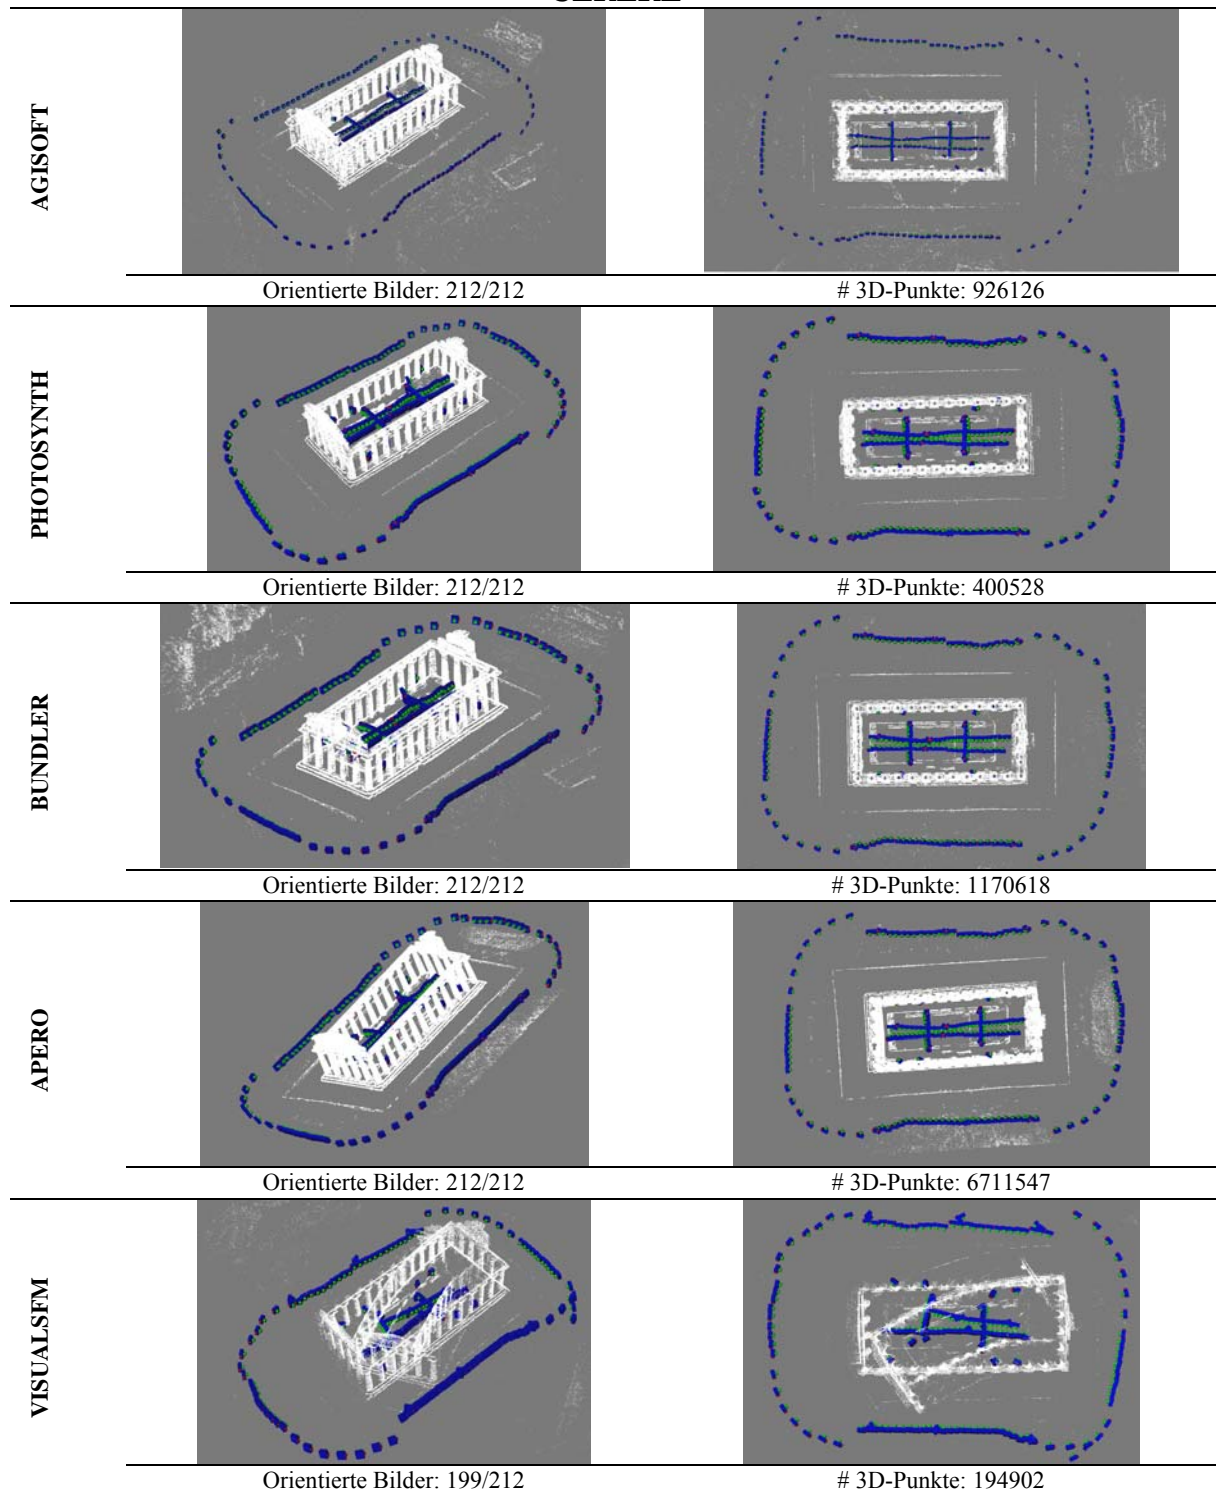 AGISOFT
Orientierte Bilder: 212/212
# 3D-Punkte: 926126
PHOTOSYNTH
Orientierte Bilder: 212/212
# 3D-Punkte: 400528
BUNDLER
Orientierte Bilder: 212/212
# 3D-Punkte: 1170618
APERO
Orientierte Bilder: 212/212
# 3D-Punkte: 6711547
VISUALSFM
Orientierte Bilder: 199/212
# 3D-Punkte: 194902